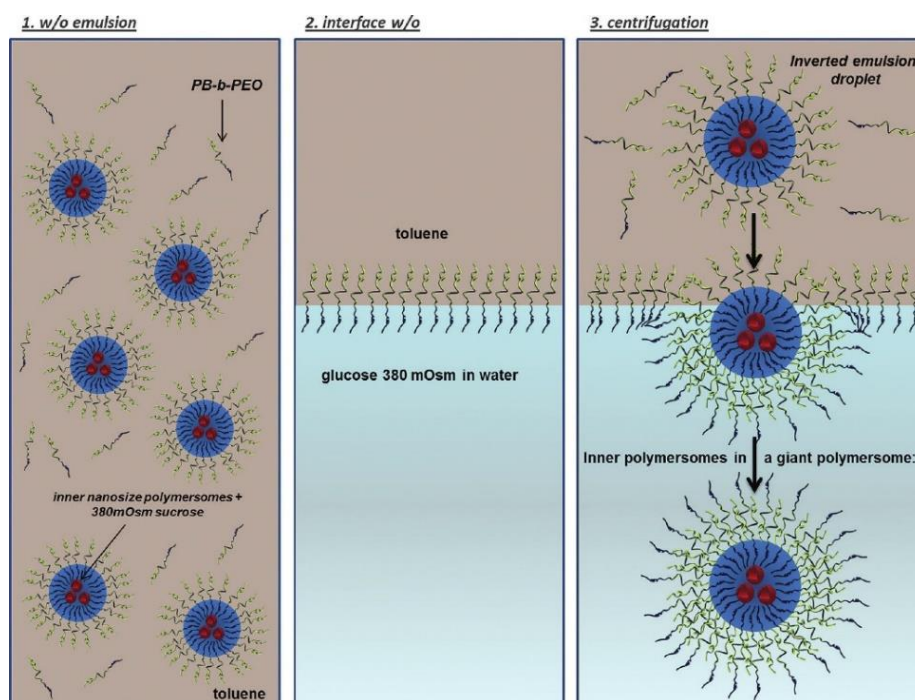 1. w/o emulsion
PB-b-PEO
inner nanosize polymersomes +
380mOsm sucrose
toluene
2. interface w/o
toluene
glucose 380 mOsm in water
3. centrifugation
Inverted emulsion
droplet
Inner polymersomes in a giant polymersome: